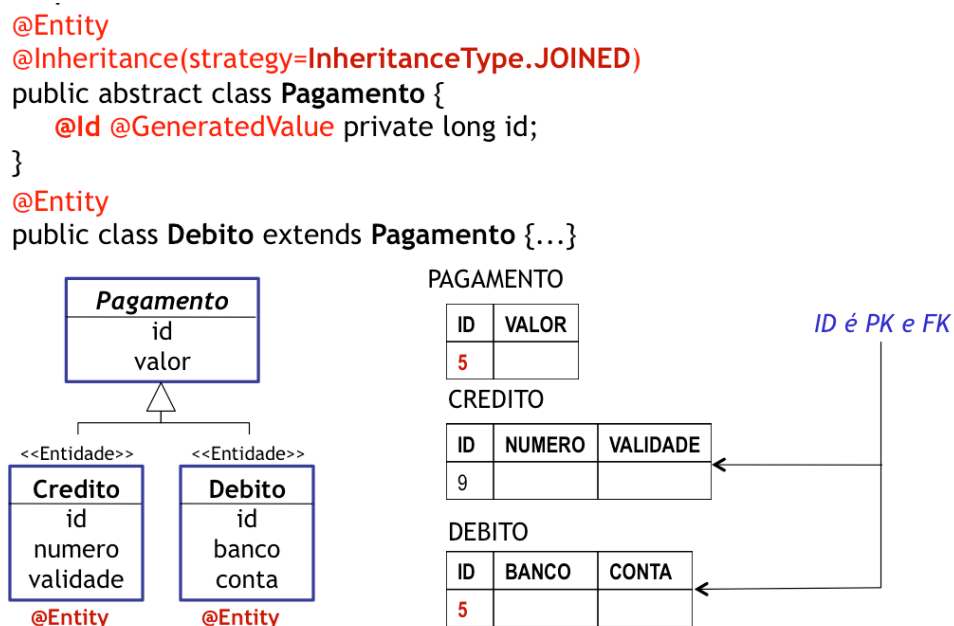 @Entity
@Inheritance(strategy=InheritanceType.JOINED)
public abstract class Pagamento {
@Id @GeneratedValue private long id;
}
@Entity
public class Debito extends Pagamento {...}
Pagamento
id
valor
<<Entidade>>
<<Entidade>>
Credito
id
numero
validade
@Entity
Debito
id
banco
conta
@Entity
PAGAMENTO
ID VALOR
5
CREDITO
ID NUMERO VALIDADE
9
DEBITO
ID BANCO CONTA
5
ID é PK e FK